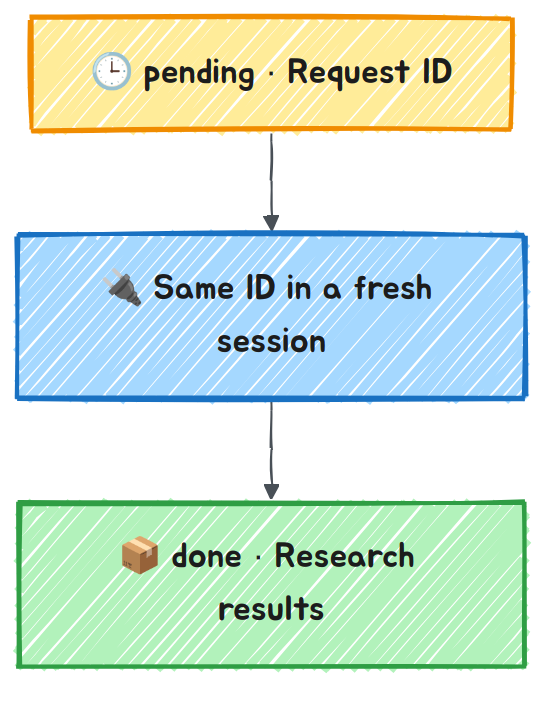 🕒 pending · Request ID
🔌 Same ID in a fresh
session
📦 done · Research
results